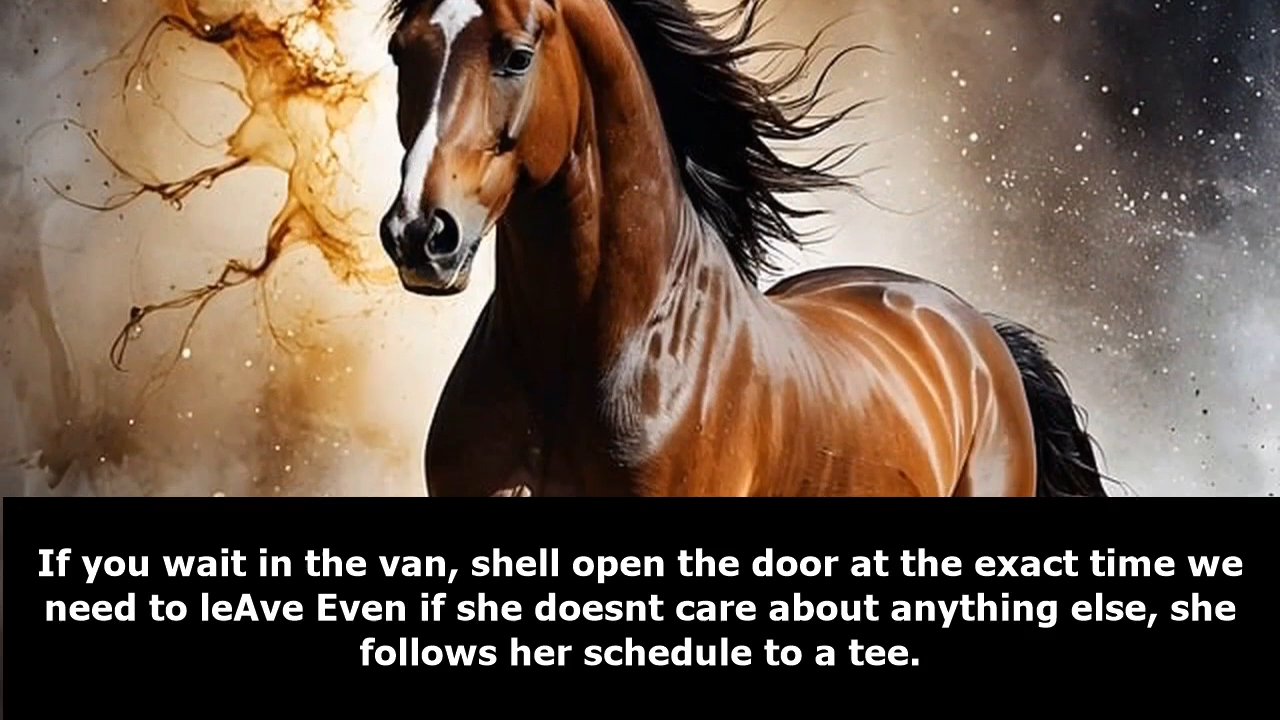 If you wait in the van, shell open the door at the exact time we
need to leAve Even if she doesnt care about anything else, she
follows her schedule to a tee.